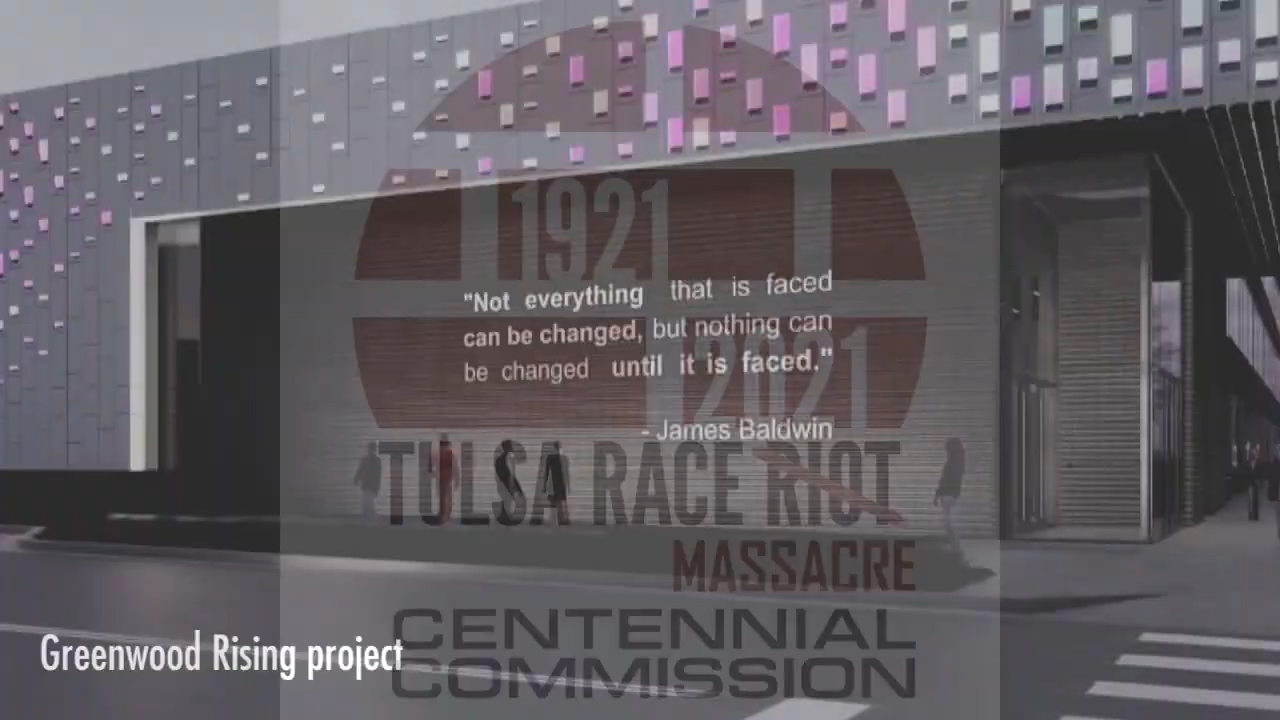 1921
"Not everything that is faced
can be changed, but nothing can
be changed until it is faced."
2021
- James Baldwin
TULSA RACE RIOT
MASSACRE
CENTENNIAL
COMMISSION
Greenwood Rising project